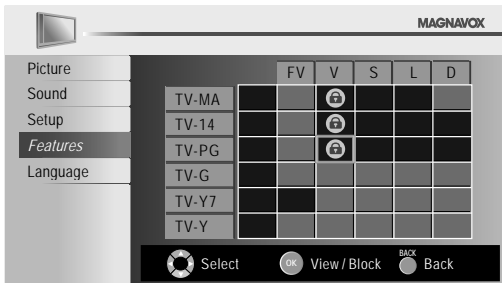 MAGNAVOX
Picture
Sound
Setup
Features
Language
FV V S L D
TV-MA
TV-14
TV-PG
TV-G
TV-Y7
TV-Y
Select OK View / Block BACK Back